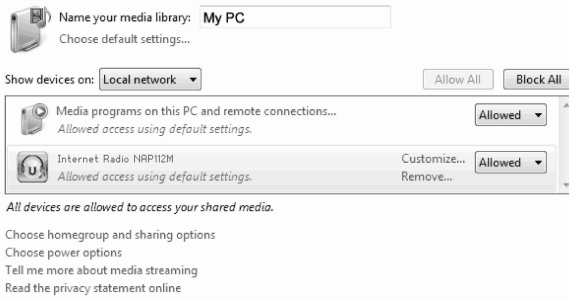 Name your media library: My PC
Choose default settings...
Show devices on: Local network Allow All Block All
Media programs on this PC and remote connections... Allowed
Allowed access using default settings.
Internet Radio NAP112M Customize... Allowed
Allowed access using default settings. Remove...
All devices are allowed to access your shared media.
Choose homegroup and sharing options
Choose power options
Tell me more about media streaming
Read the privacy statement online